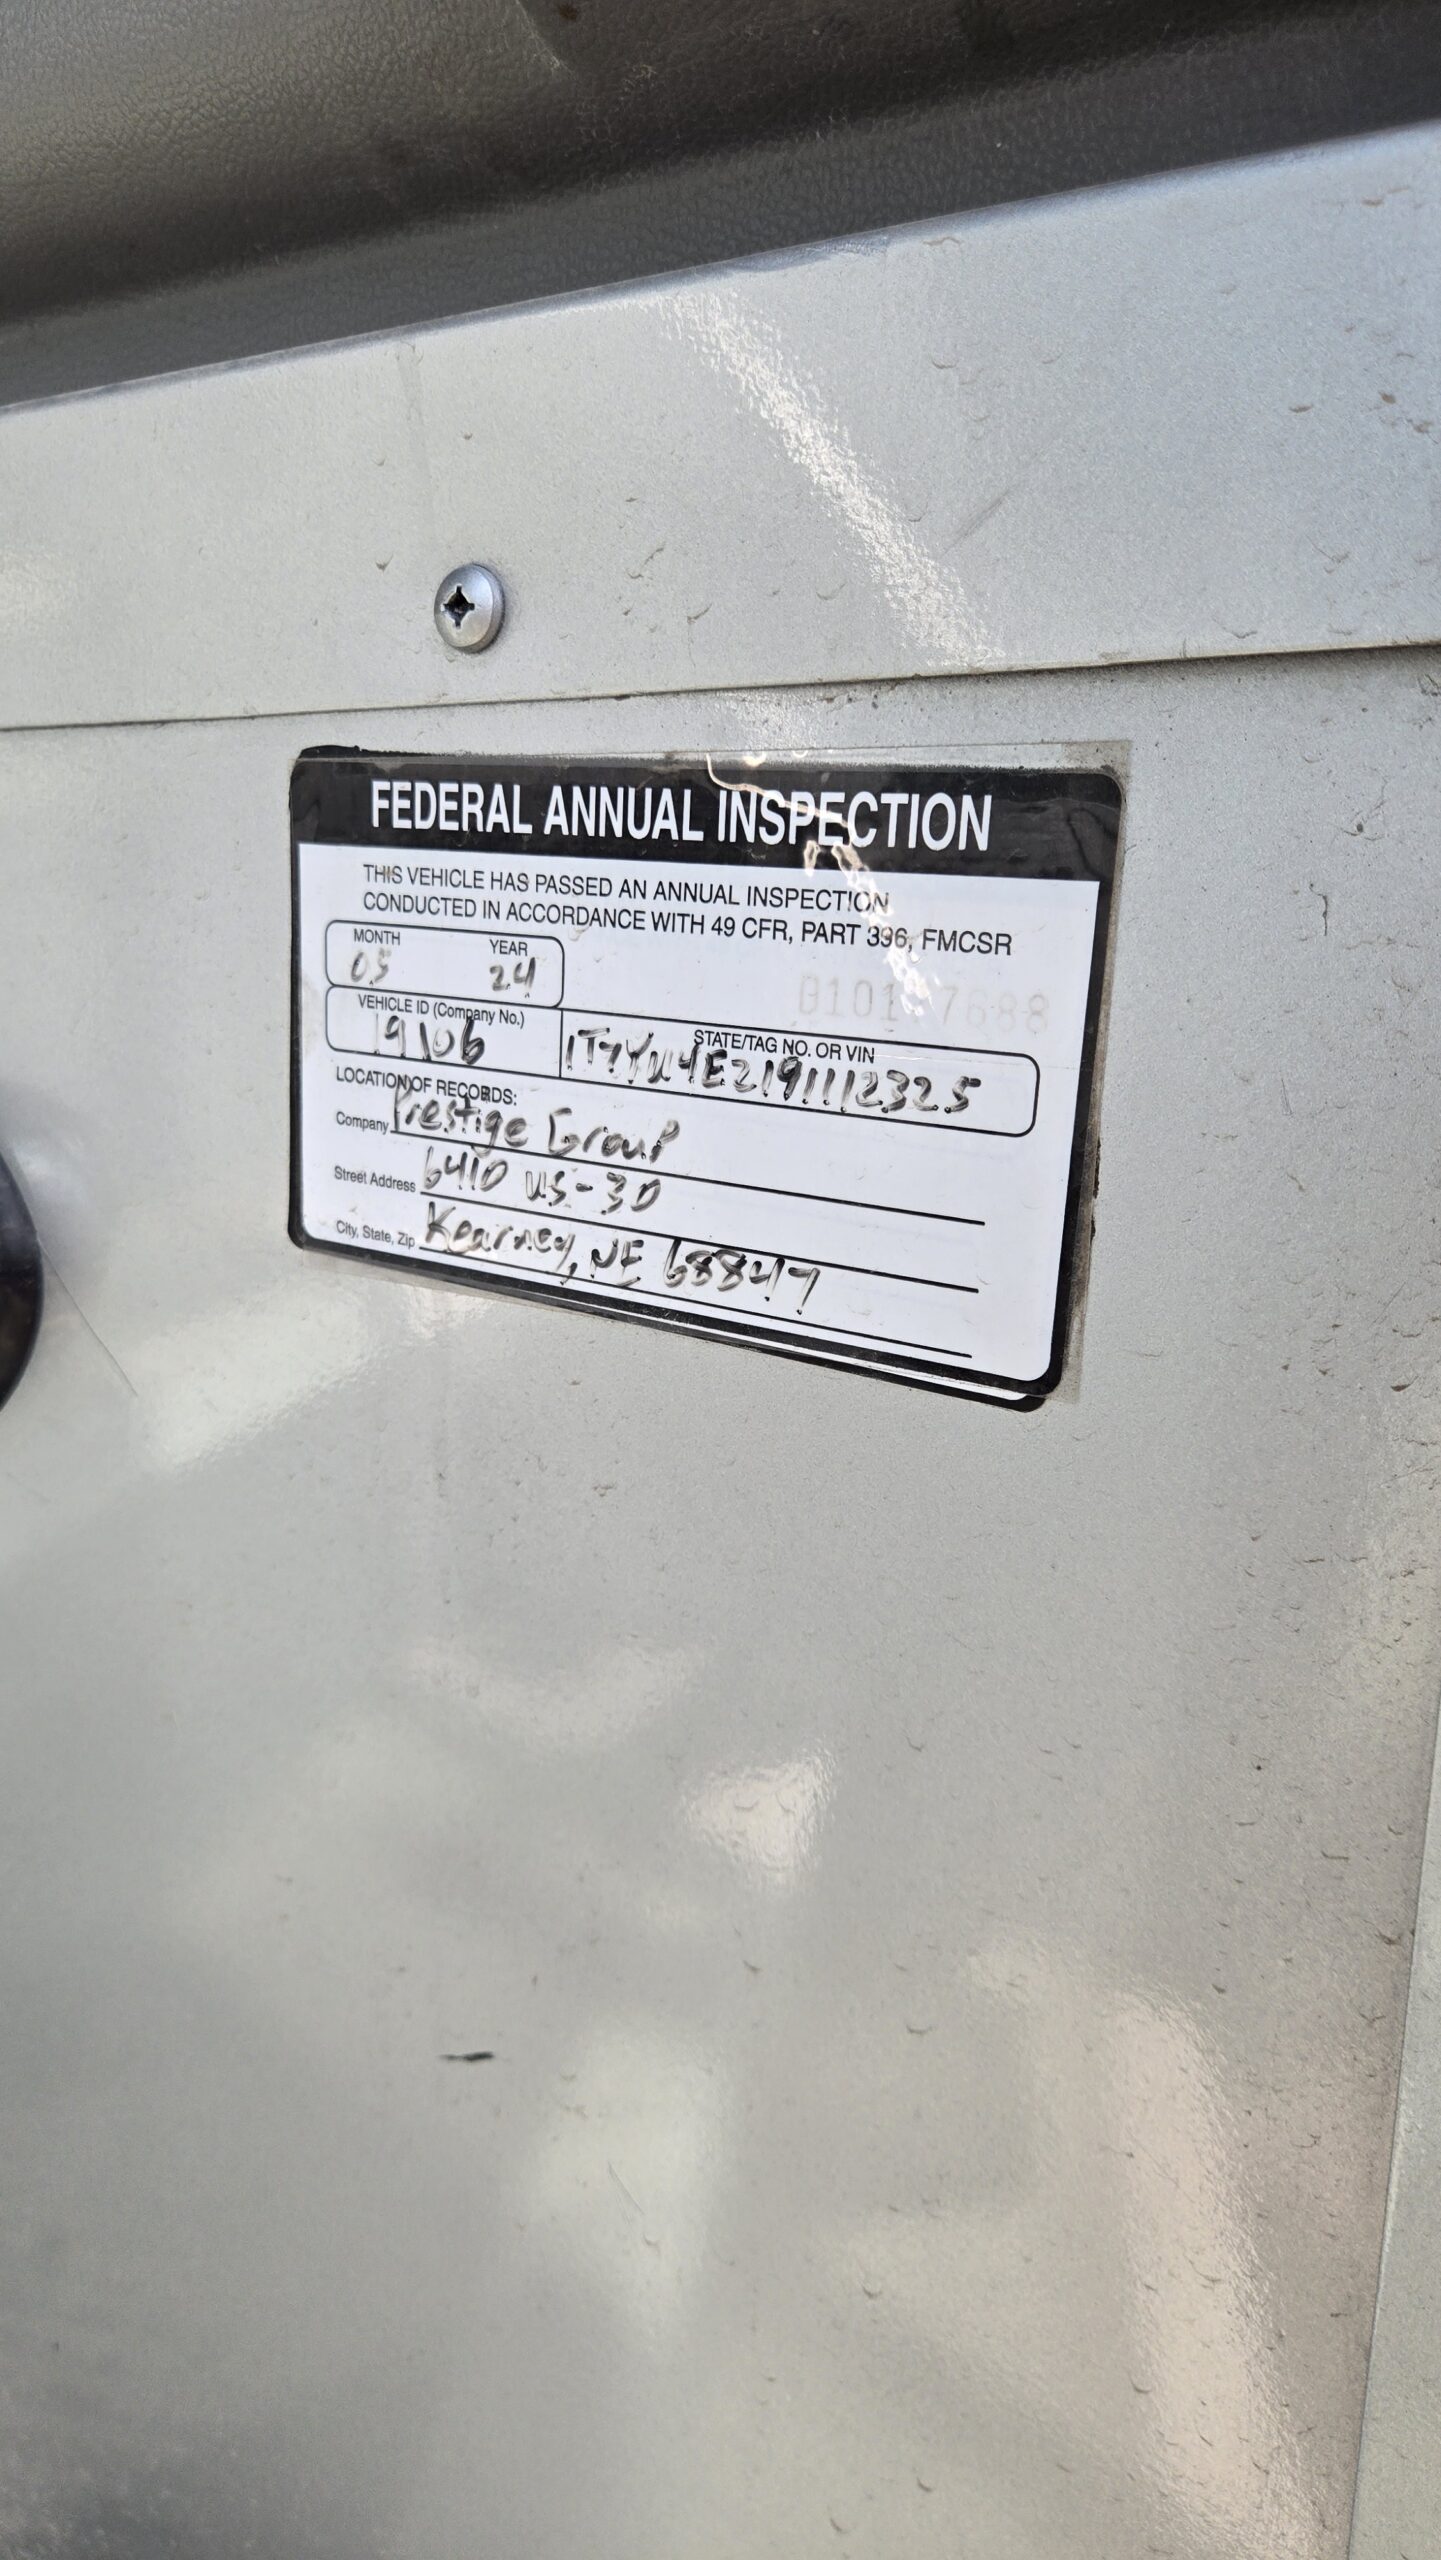 FEDERAL ANNUAL INSPECTION
THIS VEHICLE HAS PASSED AN ANNUAL INSPECTION
CONDUCTED IN ACCORDANCE WITH 49 CFR, PART 396, FMCSR
MONTH YEAR
05 24
VEHICLE ID (Company No.) STATE/TAG NO. OR VIN
19106 1T7YU4E2191112325
LOCATION OF RECORDS:
Company Prestige Group
Street Address 6410 US-30
City, State, Zip Kearney, NE 68847